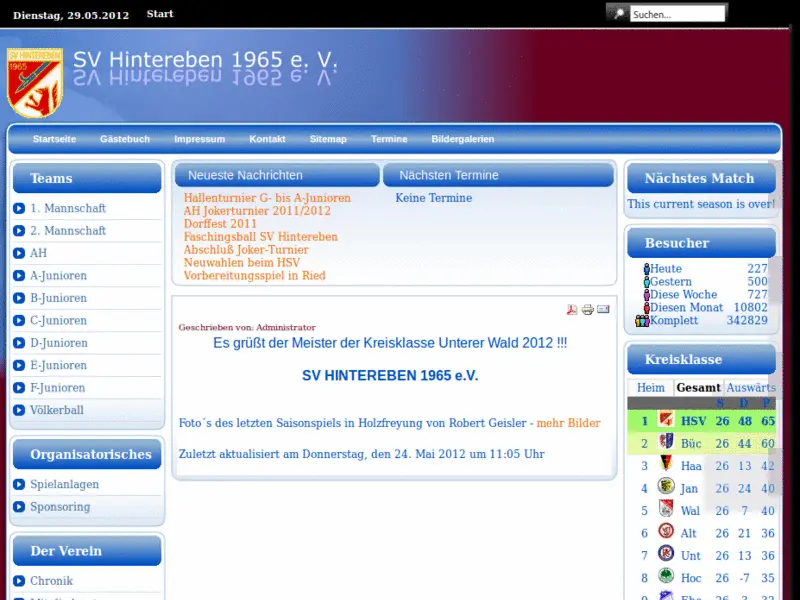 Dienstag, 29.05.2012 Start Suchen...
SV Hintereben 1965 e. V.
SV HINTEREBEN
1965
Startseite Gästebuch Impressum Kontakt Sitemap Termine Bildergalerien
Teams
1. Mannschaft
2. Mannschaft
AH
A-Junioren
B-Junioren
C-Junioren
D-Junioren
E-Junioren
F-Junioren
Völkerball
Organisatorisches
Spielanlagen
Sponsoring
Der Verein
Chronik
Neueste Nachrichten
Hallenturnier G- bis A-Junioren
AH Jokerturnier 2011/2012
Dorffest 2011
Faschingsball SV Hintereben
Abschluß Joker-Turnier
Neuwahlen beim HSV
Vorbereitungsspiel in Ried
Nächsten Termine
Keine Termine
Geschrieben von: Administrator
Es grüßt der Meister der Kreisklasse Unterer Wald 2012 !!!
SV HINTEREBEN 1965 e.V.
Foto´s des letzten Saisonspiels in Holzfreyung von Robert Geisler - mehr Bilder
Zuletzt aktualisiert am Donnerstag, den 24. Mai 2012 um 11:05 Uhr
Nächstes Match
This current season is over!
Besucher
Heute 227
Gestern 500
Diese Woche 727
Diesen Monat 10802
Komplett 342829
Kreisklasse
Heim Gesamt Auswärts
S D P
1 HSV 26 48 65
2 Büc 26 44 60
3 Haa 26 13 42
4 Jan 26 24 40
5 Wal 26 7 40
6 Alt 26 21 36
7 Unt 26 13 36
8 Hoc 26 -7 35